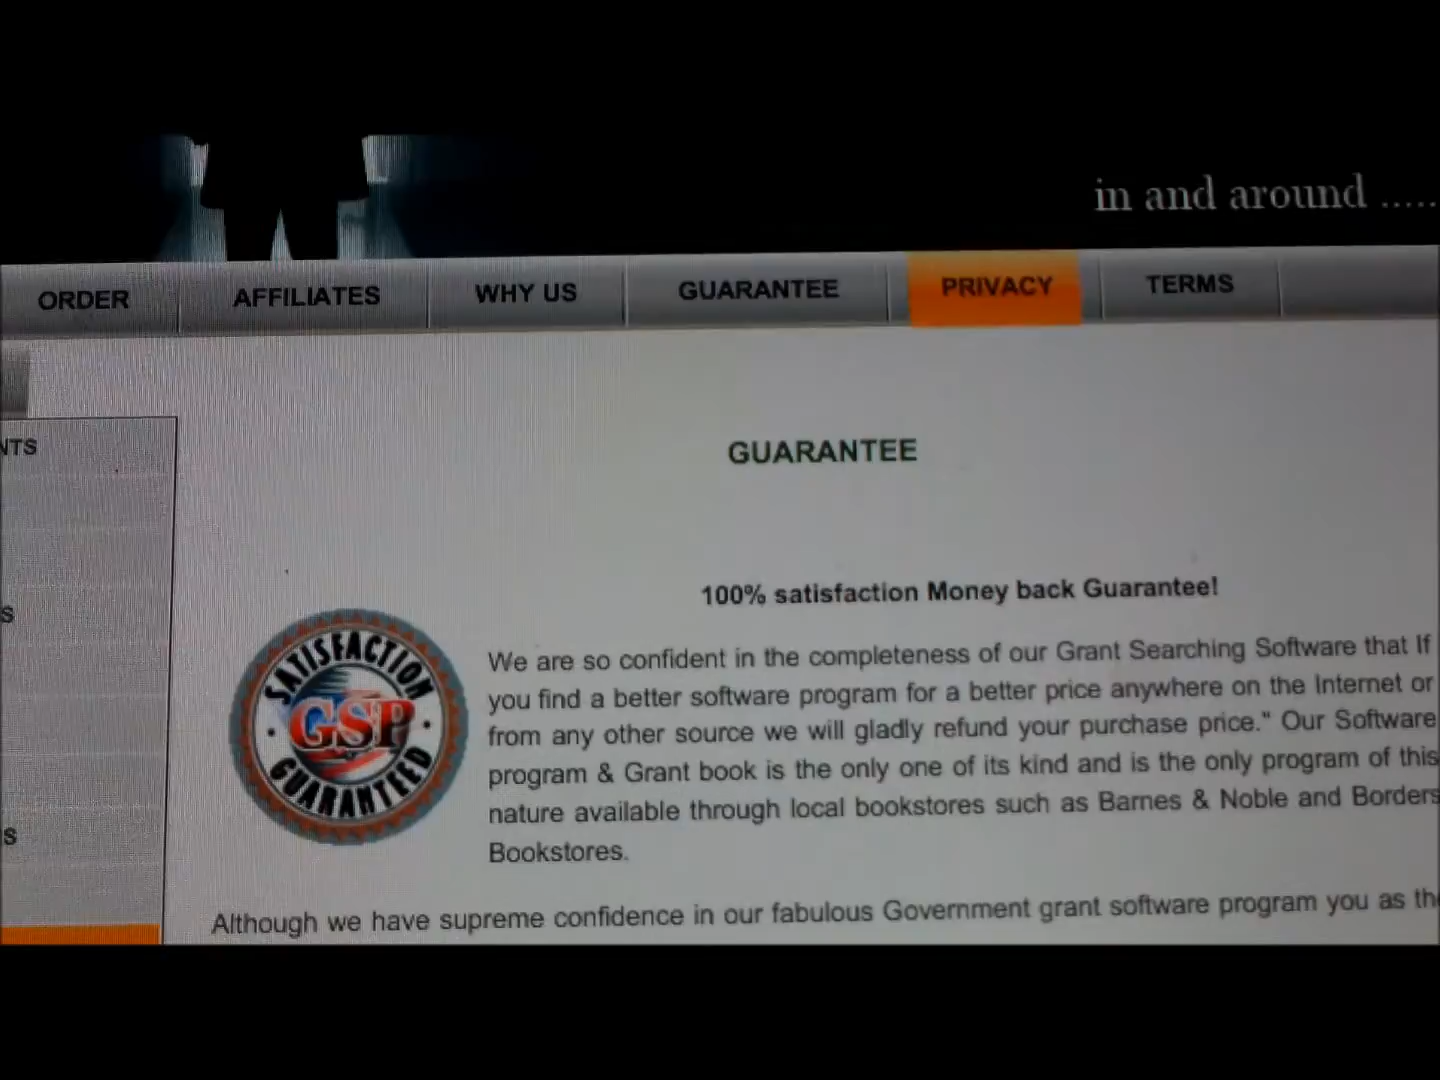 in and around .....
ORDER AFFILIATES WHY US GUARANTEE PRIVACY TERMS
NTS
GUARANTEE
100% satisfaction Money back Guarantee!
S
SATISFACTION
GSP
GUARANTEED
We are so confident in the completeness of our Grant Searching Software that If
you find a better software program for a better price anywhere on the Internet or
from any other source we will gladly refund your purchase price." Our Software
program & Grant book is the only one of its kind and is the only program of this
nature available through local bookstores such as Barnes & Noble and Borders
Bookstores.
S
Although we have supreme confidence in our fabulous Government grant software program you as the